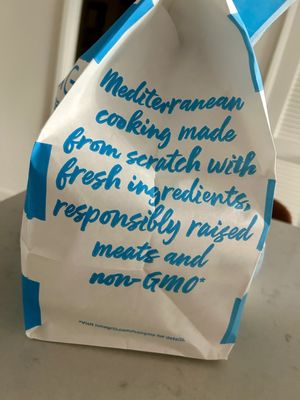 Mediterranean
cooking made
from scratch with
fresh ingredients,
responsibly raised
meats and
non-GMO*